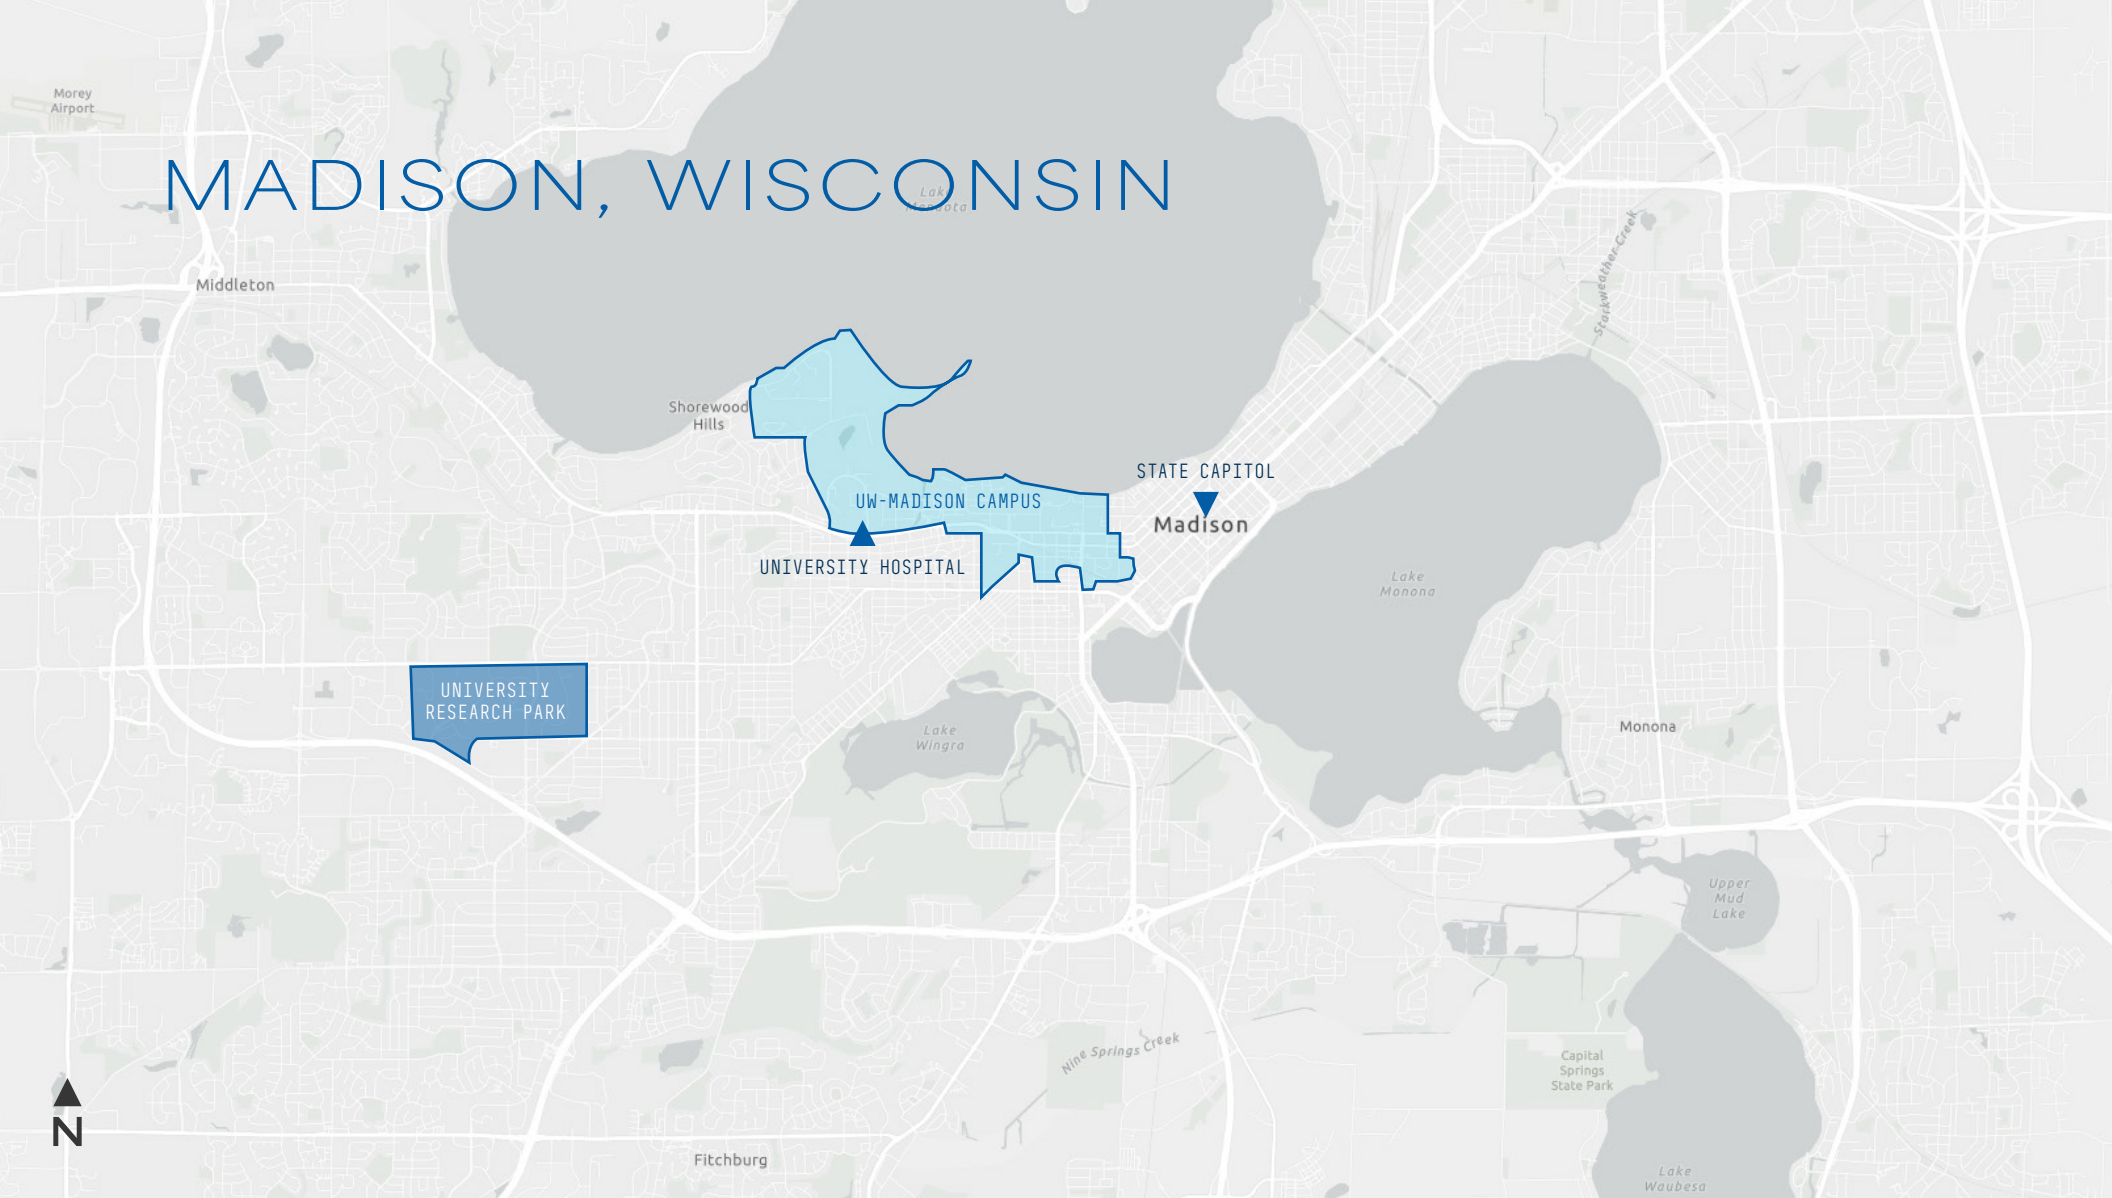 Morey
Airport
MADISON, WISCONSIN
Lake
Mendota
Starkweather Creek
Middleton
Shorewood
Hills
STATE CAPITOL
UW-MADISON CAMPUS
Madison
UNIVERSITY HOSPITAL
Lake
Monona
UNIVERSITY
RESEARCH PARK
Lake
Wingra
Monona
Upper
Mud
Lake
Nine Springs Creek
Capital
Springs
State Park
N
Fitchburg
Lake
Waubesa